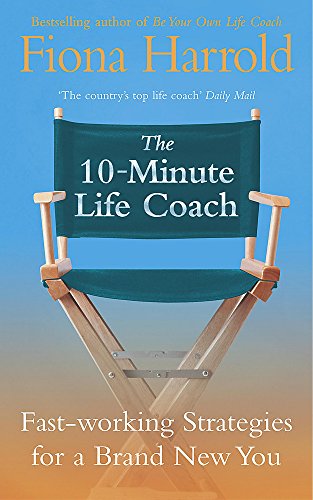 Bestselling author of Be Your Own Life Coach
Fiona Harrold
'The country's top life coach' Daily Mail
The
10-Minute
Life Coach
Fast-working Strategies
for a Brand New You